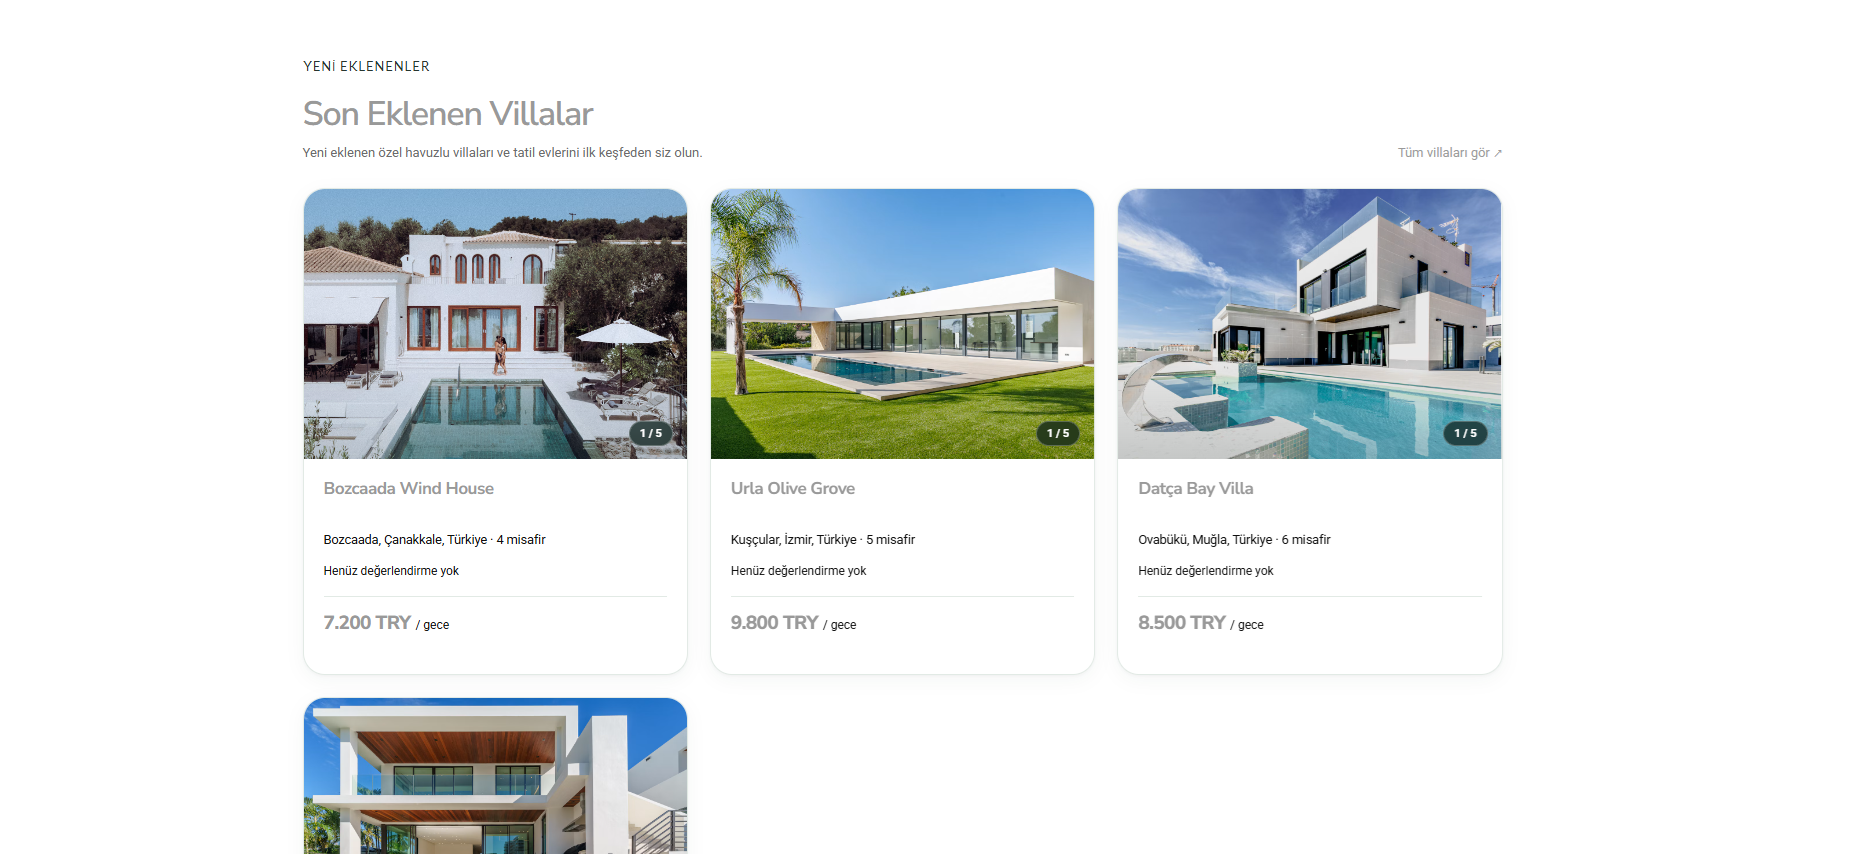 YENİ EKLENENLER
Son Eklenen Villalar
Yeni eklenen özel havuzlu villaları ve tatil evlerini ilk keşfeden siz olun.
Tüm villaları gör ↗
1 / 5
1 / 5
1 / 5
Bozcaada Wind House
Bozcaada, Çanakkale, Türkiye · 4 misafir
Henüz değerlendirme yok
7.200 TRY / gece
Urla Olive Grove
Kuşçular, İzmir, Türkiye · 5 misafir
Henüz değerlendirme yok
9.800 TRY / gece
Datça Bay Villa
Ovabükü, Muğla, Türkiye · 6 misafir
Henüz değerlendirme yok
8.500 TRY / gece